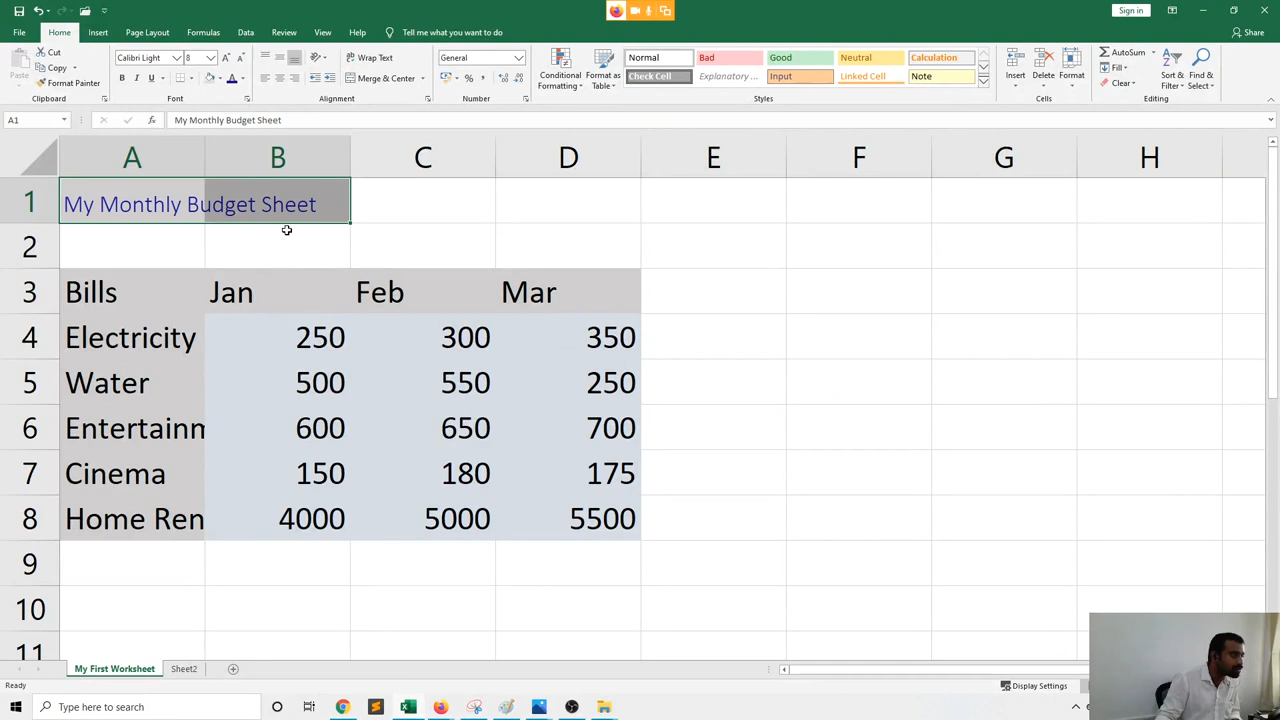 Sign in
File Home Insert Page Layout Formulas Data Review View Help Tell me what you want to do Share
Paste Cut Copy Format Painter Clipboard
Calibri Light 8 A A B I U A Font
Wrap Text Merge & Center Alignment
General % Number
Conditional Formatting Format as Table
Normal Bad Good Neutral Calculation
Check Cell Explanatory ... Input Linked Cell Note
Styles
Insert Delete Format Cells
AutoSum Fill Clear Sort & Filter Find & Select Editing
A1 fx My Monthly Budget Sheet
A B C D E F G H
1 My Monthly Budget Sheet
2
3 Bills Jan Feb Mar
4 Electricity 250 300 350
5 Water 500 550 250
6 Entertainm 600 650 700
7 Cinema 150 180 175
8 Home Ren 4000 5000 5500
9
10
11
My First Worksheet Sheet2
Ready Display Settings
Type here to search